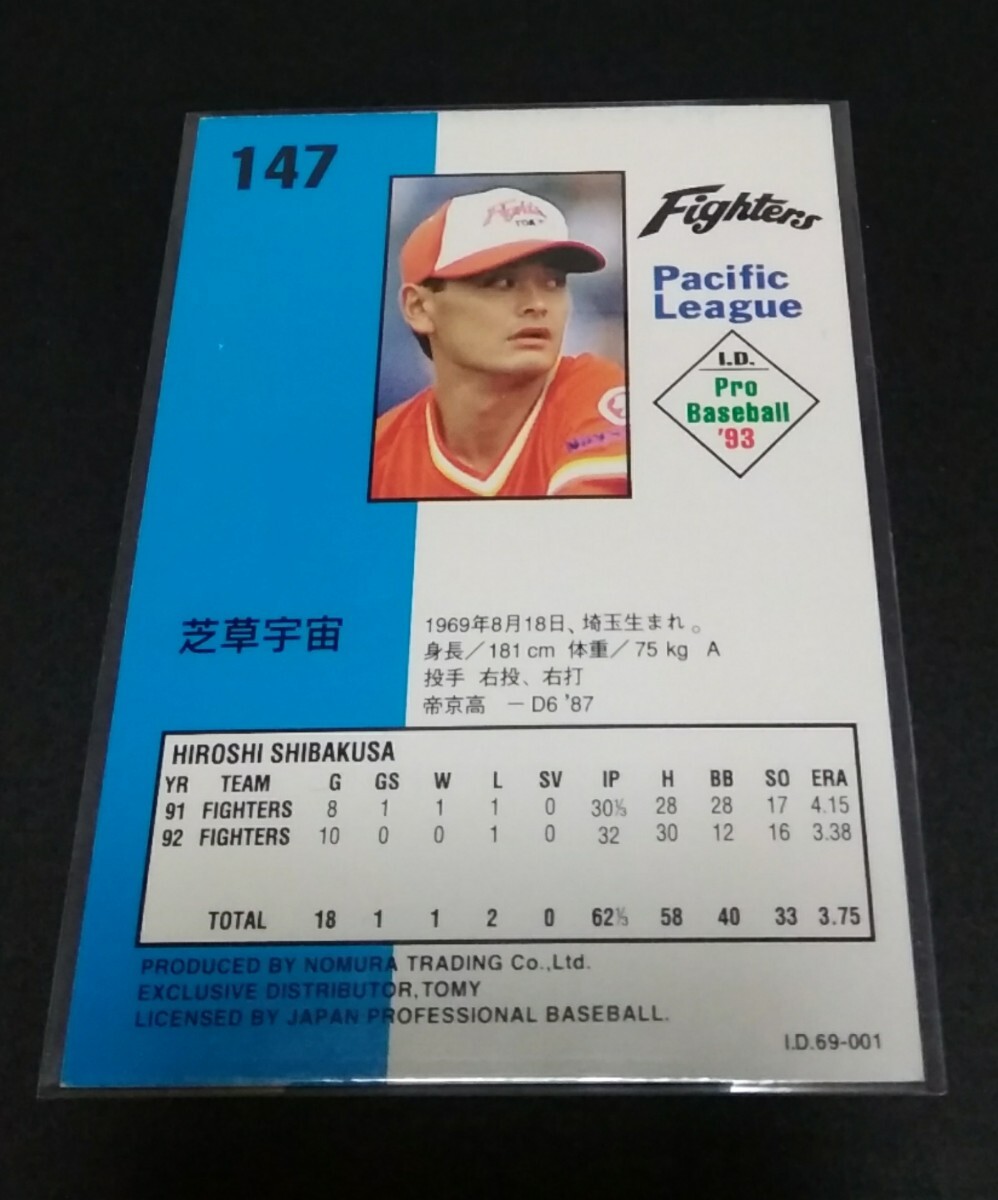 147
Fighters
Pacific
League
I.D.
Pro
Baseball
'93
芝草宇宙
1969年8月18日、埼玉生まれ。
身長／181 cm 体重／75 kg A
投手 右投、右打
帝京高 － D6 '87
HIROSHI SHIBAKUSA
YR TEAM G GS W L SV IP H BB SO ERA
91 FIGHTERS 8 1 1 1 0 30⅓ 28 28 17 4.15
92 FIGHTERS 10 0 0 1 0 32 30 12 16 3.38
TOTAL 18 1 1 2 0 62⅓ 58 40 33 3.75
PRODUCED BY NOMURA TRADING Co.,Ltd.
EXCLUSIVE DISTRIBUTOR,TOMY
LICENSED BY JAPAN PROFESSIONAL BASEBALL.
I.D.69-001